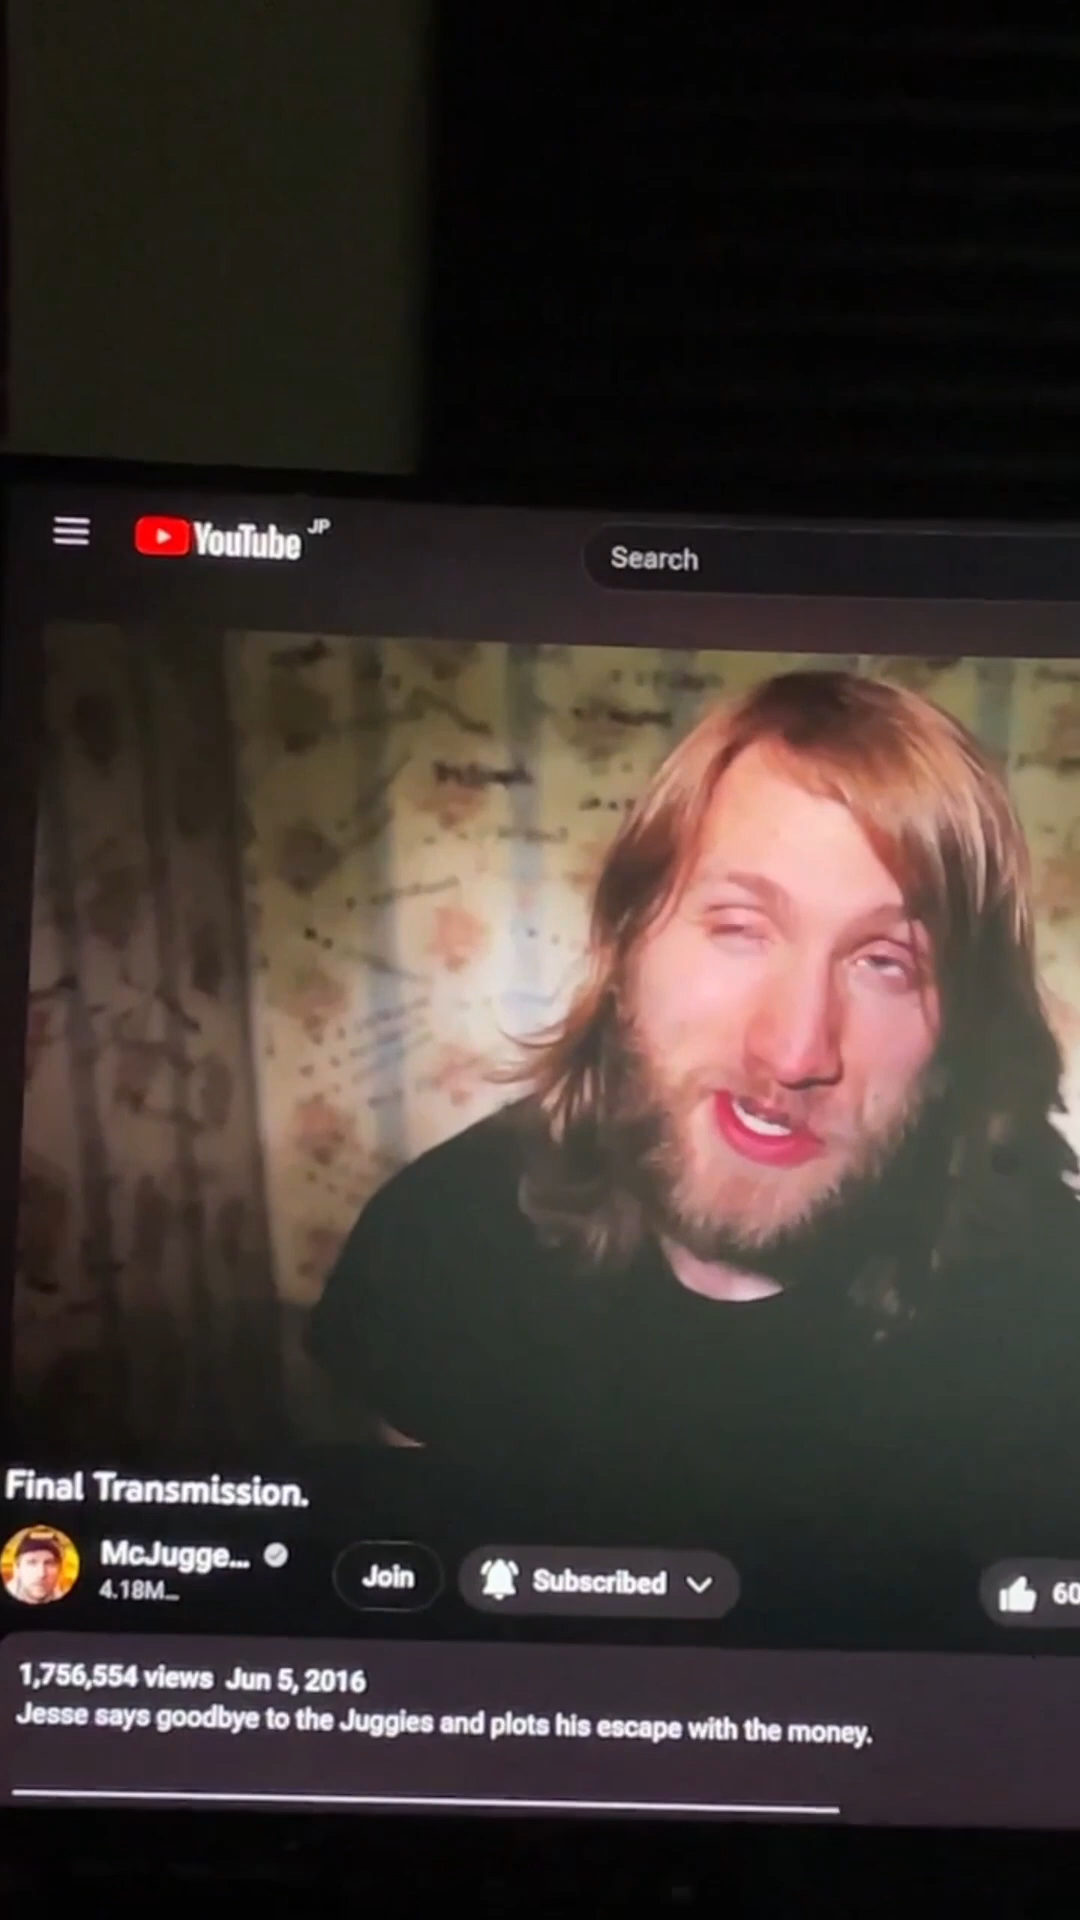 YouTube JP
Search
Final Transmission.
McJugge...
4.18M...
Join
Subscribed
60
1,756,554 views Jun 5, 2016
Jesse says goodbye to the Juggies and plots his escape with the money.